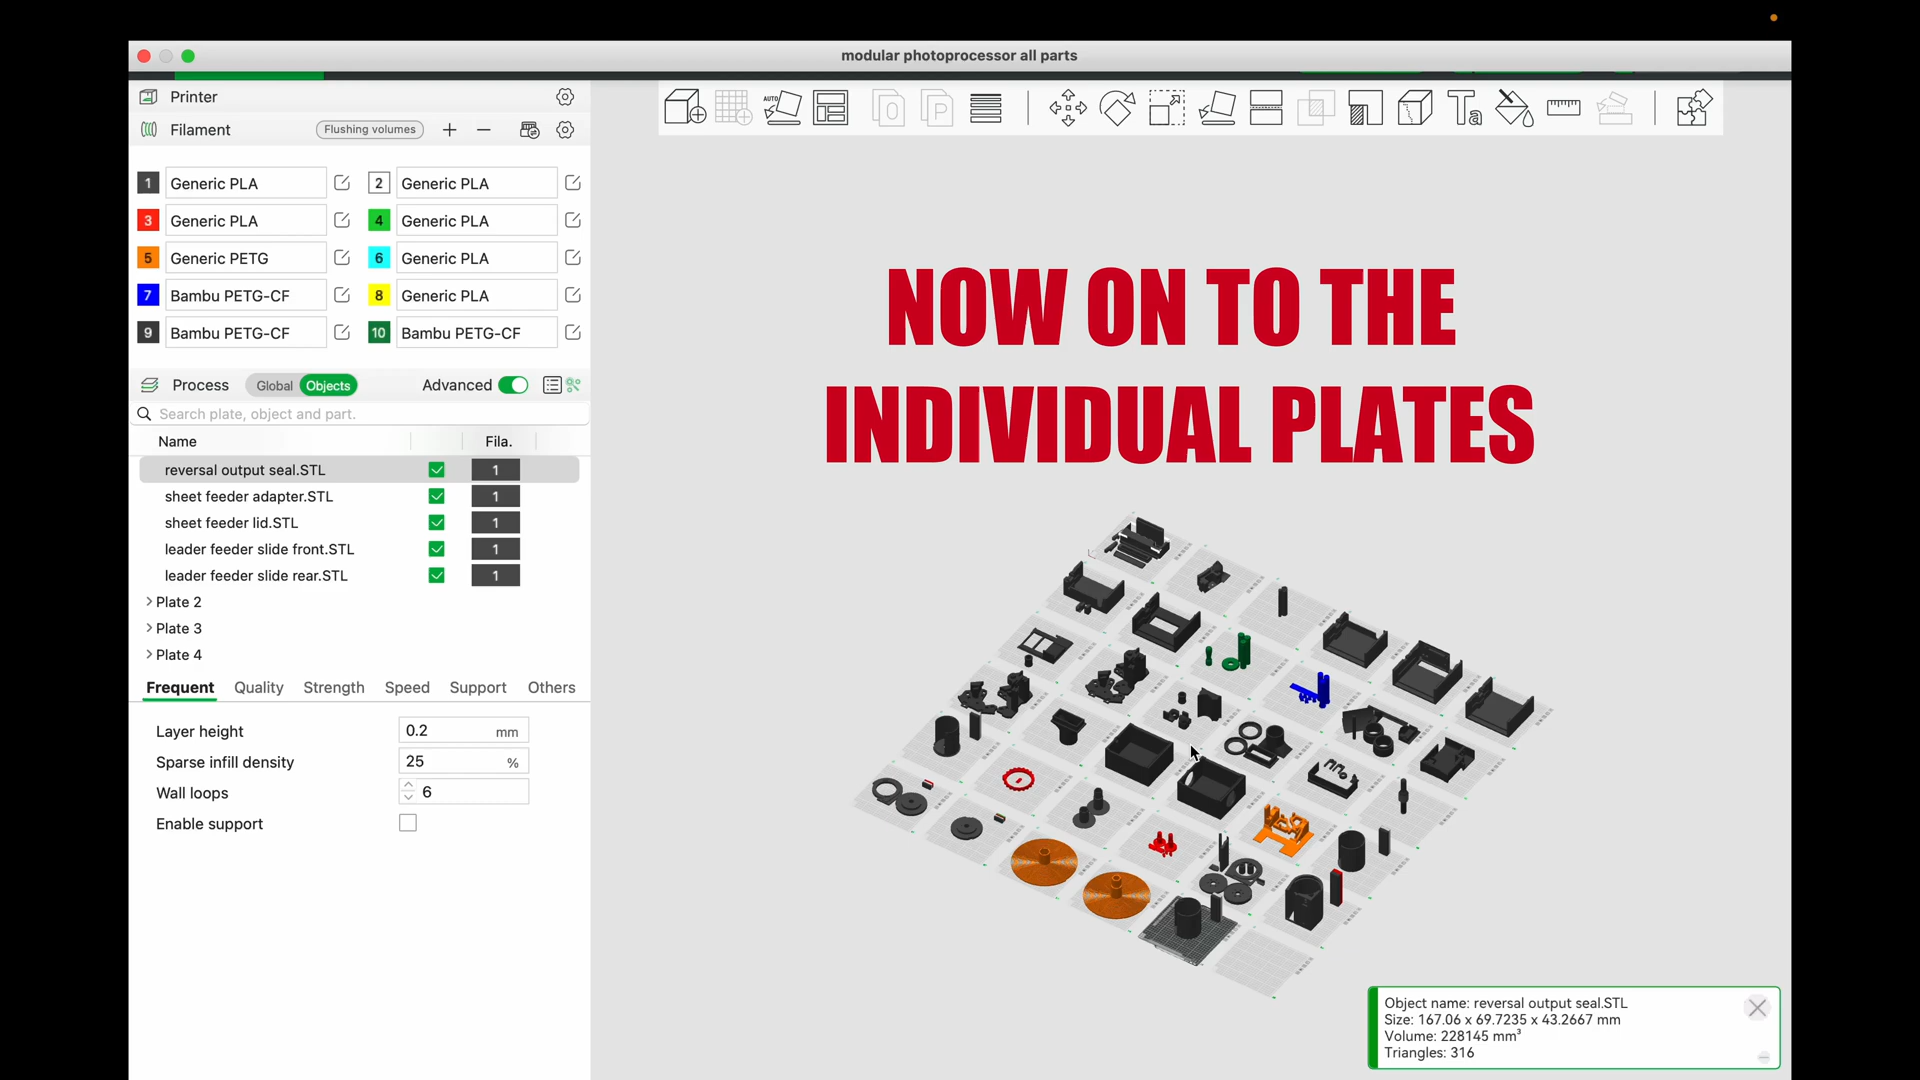 modular photoprocessor all parts
Printer
Filament
Flushing volumes
AUTO
O
P
Ta
1 Generic PLA
2 Generic PLA
3 Generic PLA
4 Generic PLA
5 Generic PETG
6 Generic PLA
7 Bambu PETG-CF
8 Generic PLA
9 Bambu PETG-CF
10 Bambu PETG-CF
Process
Global
Objects
Advanced
Search plate, object and part.
Name
Fila.
reversal output seal.STL 1
sheet feeder adapter.STL 1
sheet feeder lid.STL 1
leader feeder slide front.STL 1
leader feeder slide rear.STL 1
Plate 2
Plate 3
Plate 4
Frequent
Quality
Strength
Speed
Support
Others
Layer height 0.2 mm
Sparse infill density 25 %
Wall loops 6
Enable support
NOW ON TO THE
INDIVIDUAL PLATES
Object name: reversal output seal.STL
Size: 167.06 x 69.7235 x 43.2667 mm
Volume: 228145 mm³
Triangles: 316